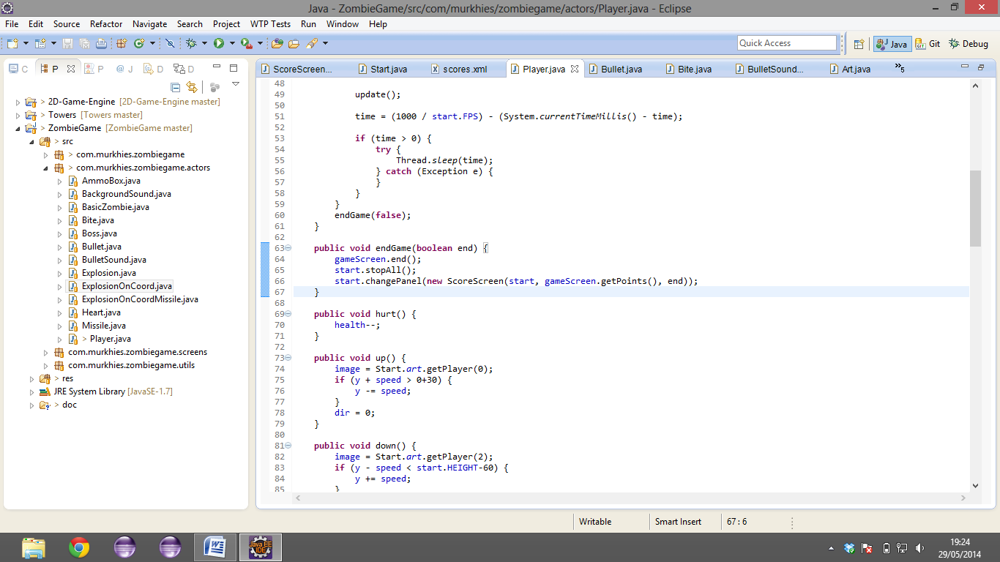 Java - ZombieGame/src/com/murkhies/zombiegame/actors/Player.java - Eclipse
File Edit Source Refactor Navigate Search Project WTP Tests Run Window Help
Quick Access Java Git Debug
C P P @ J D D
ScoreScreen... Start.java scores.xml Player.java Bullet.java Bite.java BulletSound... Art.java »5
> 2D-Game-Engine [2D-Game-Engine master]
> Towers [Towers master]
> ZombieGame [ZombieGame master]
> src
> com.murkhies.zombiegame
> com.murkhies.zombiegame.actors
AmmoBox.java
BackgroundSound.java
BasicZombie.java
Bite.java
Boss.java
Bullet.java
BulletSound.java
Explosion.java
ExplosionOnCoord.java
ExplosionOnCoordMissile.java
Heart.java
Missile.java
> Player.java
com.murkhies.zombiegame.screens
com.murkhies.zombiegame.utils
> res
JRE System Library [JavaSE-1.7]
> doc
48
49 update();
50
51 time = (1000 / start.FPS) - (System.currentTimeMillis() - time);
52
53 if (time > 0) {
54 try {
55 Thread.sleep(time);
56 } catch (Exception e) {
57 }
58 }
59 }
60 endGame(false);
61 }
62
63 public void endGame(boolean end) {
64 gameScreen.end();
65 start.stopAll();
66 start.changePanel(new ScoreScreen(start, gameScreen.getPoints(), end));
67 }
68
69 public void hurt() {
70 health--;
71 }
72
73 public void up() {
74 image = Start.art.getPlayer(0);
75 if (y + speed > 0+30) {
76 y -= speed;
77 }
78 dir = 0;
79 }
80
81 public void down() {
82 image = Start.art.getPlayer(2);
83 if (y - speed < start.HEIGHT-60) {
84 y += speed;
85 }
Writable Smart Insert 67 : 6
Java EE
IDE
19:24
29/05/2014